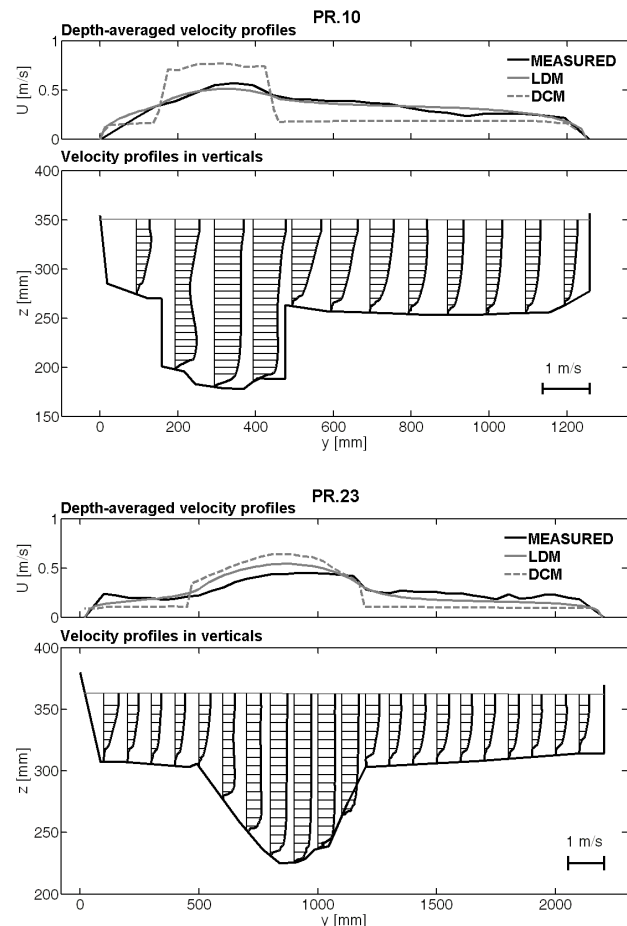 PR.10
Depth-averaged velocity profiles
1
0.5
0
U [m/s]
MEASURED
LDM
DCM
Velocity profiles in verticals
400
350
300
250
200
150
z [mm]
1 m/s
0 200 400 600 800 1000 1200
y [mm]
PR.23
Depth-averaged velocity profiles
1
0.5
0
U [m/s]
MEASURED
LDM
DCM
Velocity profiles in verticals
400
350
300
250
200
z [mm]
1 m/s
0 500 1000 1500 2000
y [mm]